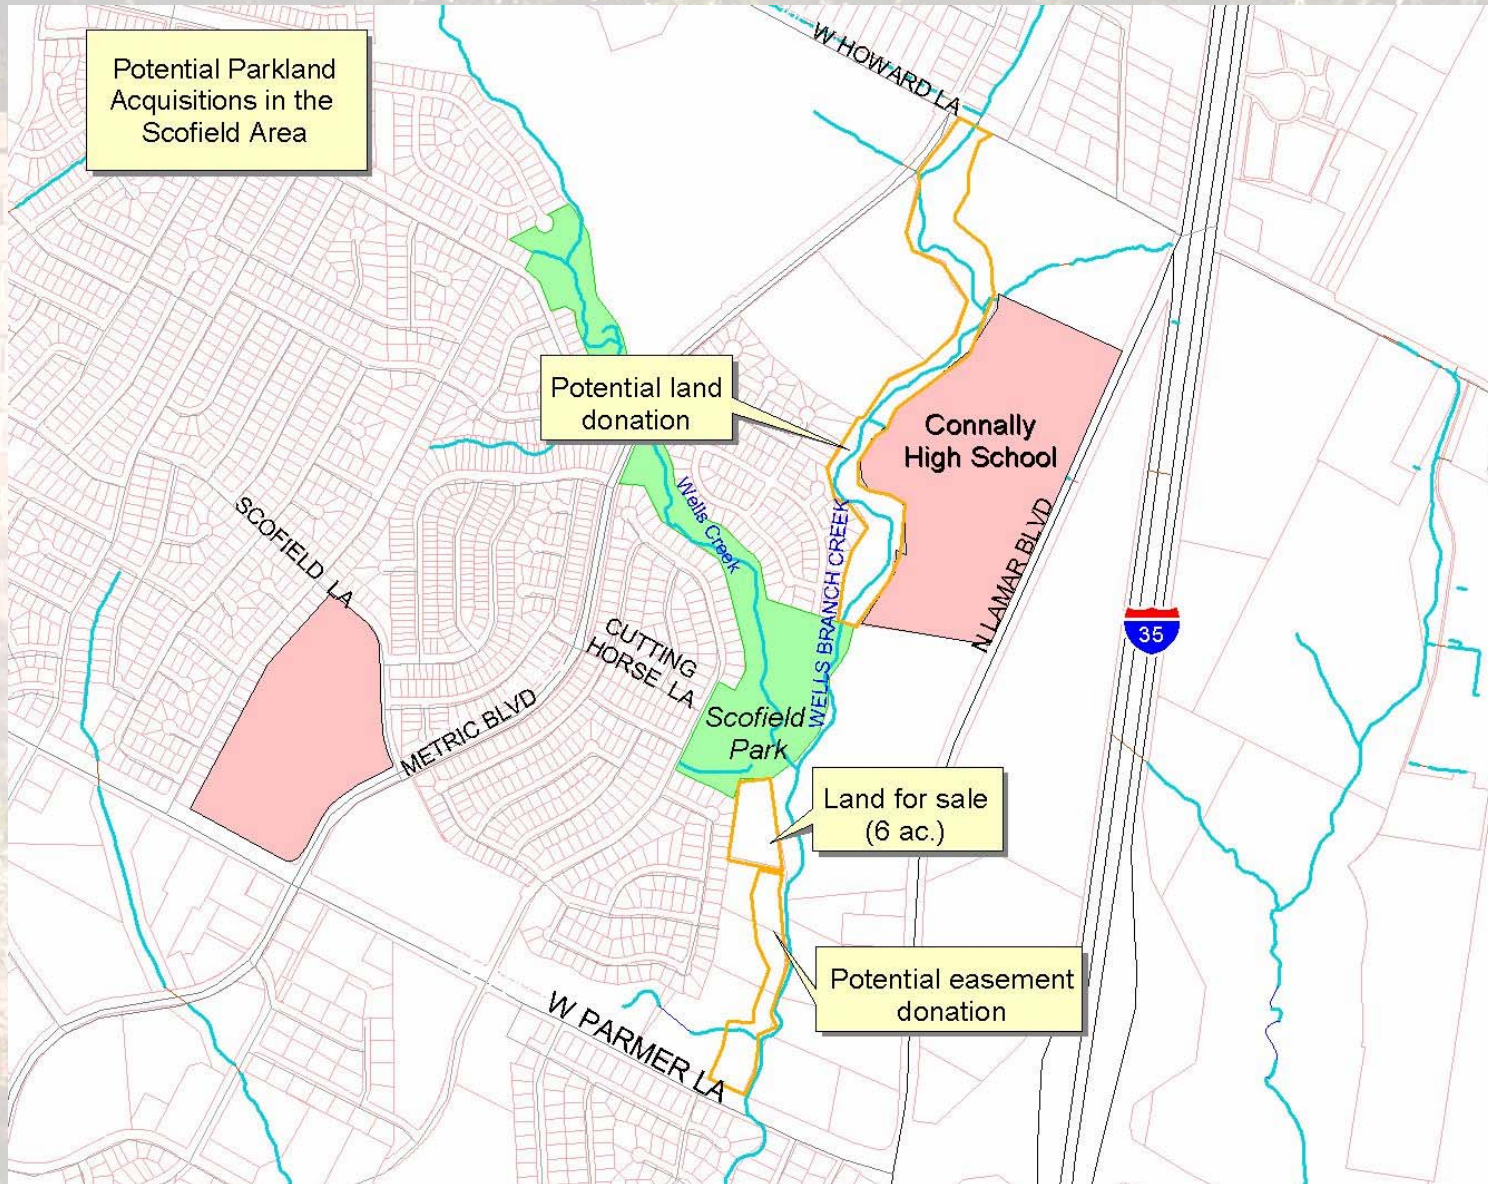 Potential Parkland
Acquisitions in the
Scofield Area
W HOWARD LA
Potential land
donation
Connally
High School
Wells Creek
SCOFIELD LA
WELLS BRANCH CREEK
N LAMAR BLVD
35
CUTTING
HORSE LA
METRIC BLVD
Scofield
Park
Land for sale
(6 ac.)
Potential easement
donation
W PARMER LA